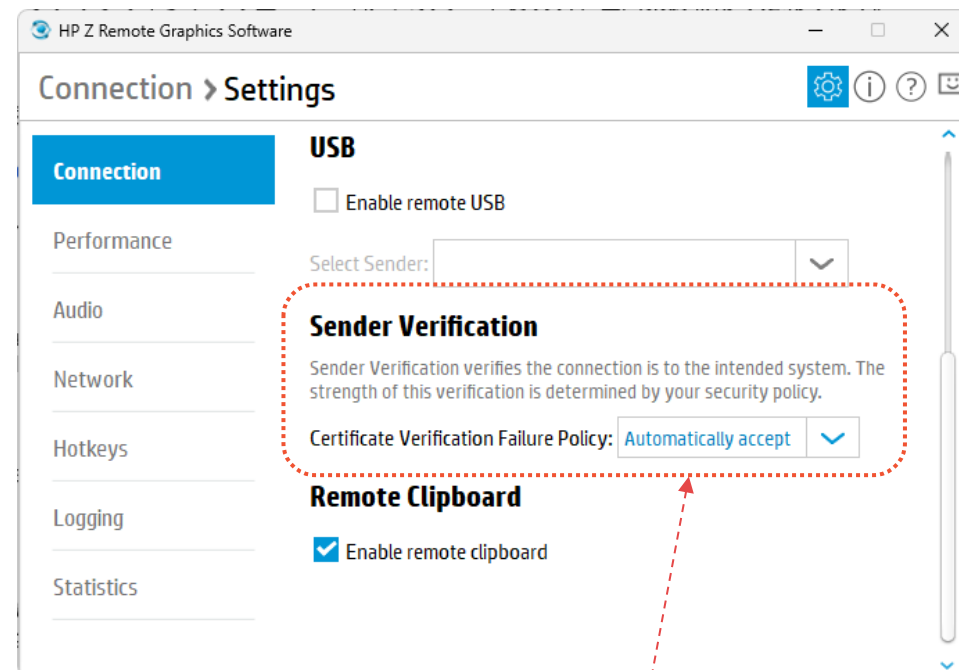 HP Z Remote Graphics Software
Connection > Settings
Connection
Performance
Audio
Network
Hotkeys
Logging
Statistics
USB
Enable remote USB
Select Sender:
Sender Verification
Sender Verification verifies the connection is to the intended system. The
strength of this verification is determined by your security policy.
Certificate Verification Failure Policy: Automatically accept
Remote Clipboard
Enable remote clipboard